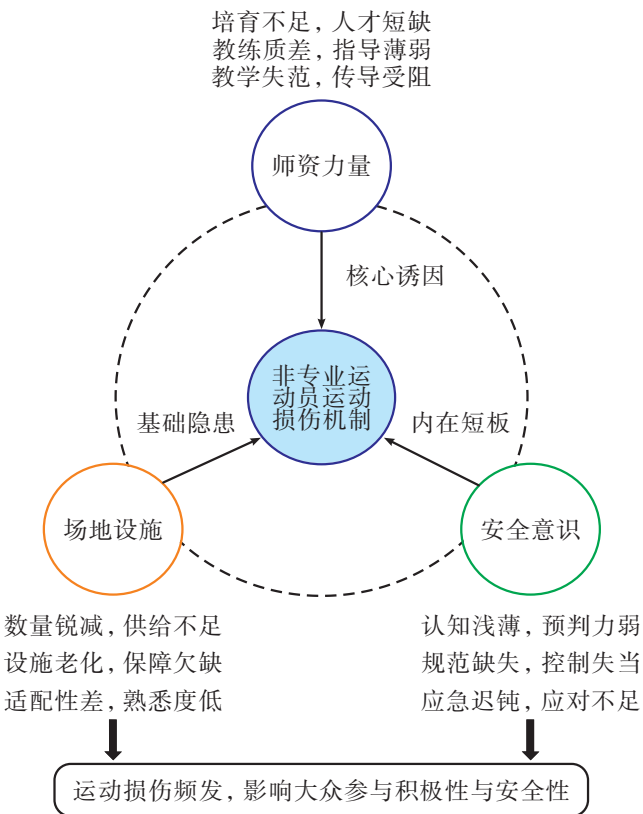 培育不足，人才短缺
教练质差，指导薄弱
教学失范，传导受阻
师资力量
核心诱因
非专业运
动员运动
损伤机制
基础隐患
内在短板
场地设施
安全意识
数量锐减，供给不足
设施老化，保障欠缺
适配性差，熟悉度低
认知浅薄，预判力弱
规范缺失，控制失当
应急迟钝，应对不足
运动损伤频发，影响大众参与积极性与安全性